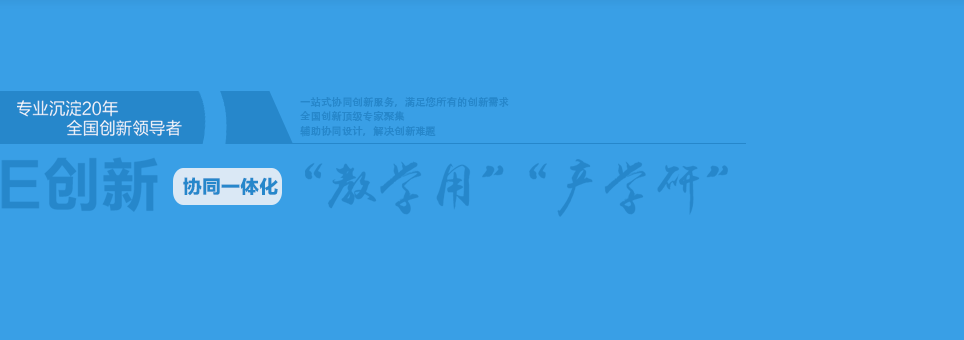 专业沉淀20年
全国创新领导者
一站式协同创新服务，满足您所有的创新需求
全国创新顶级专家聚集
辅助协同设计，解决创新难题
E创新 协同一体化 “教学用”“产学研”